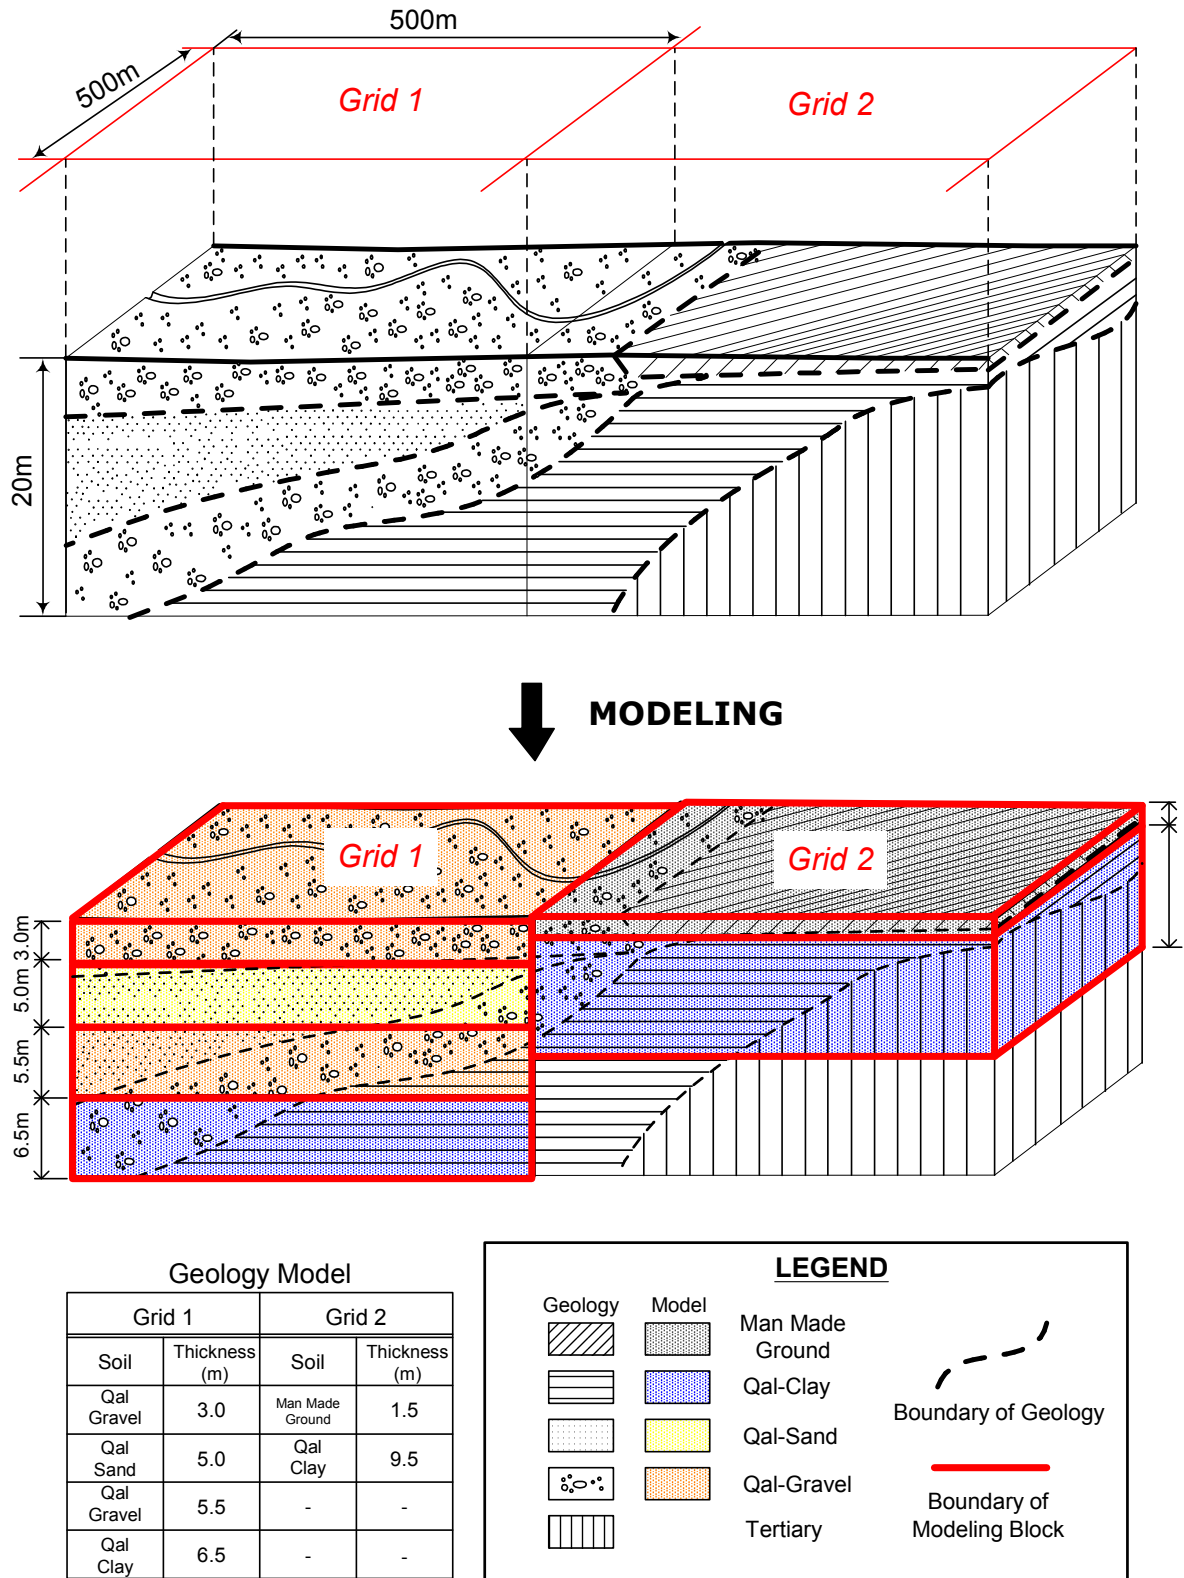 500m
500m
Grid 1
Grid 2
20m
MODELING
Grid 1
Grid 2
3.0m
5.0m
5.5m
6.5m
Geology Model
Grid 1 Grid 2
Soil Thickness (m) Soil Thickness (m)
Qal Gravel 3.0 Man Made Ground 1.5
Qal Sand 5.0 Qal Clay 9.5
Qal Gravel 5.5 - -
Qal Clay 6.5 - -
LEGEND
Geology Model
Man Made
Ground
Qal-Clay
Qal-Sand
Qal-Gravel
Tertiary
Boundary of Geology
Boundary of
Modeling Block